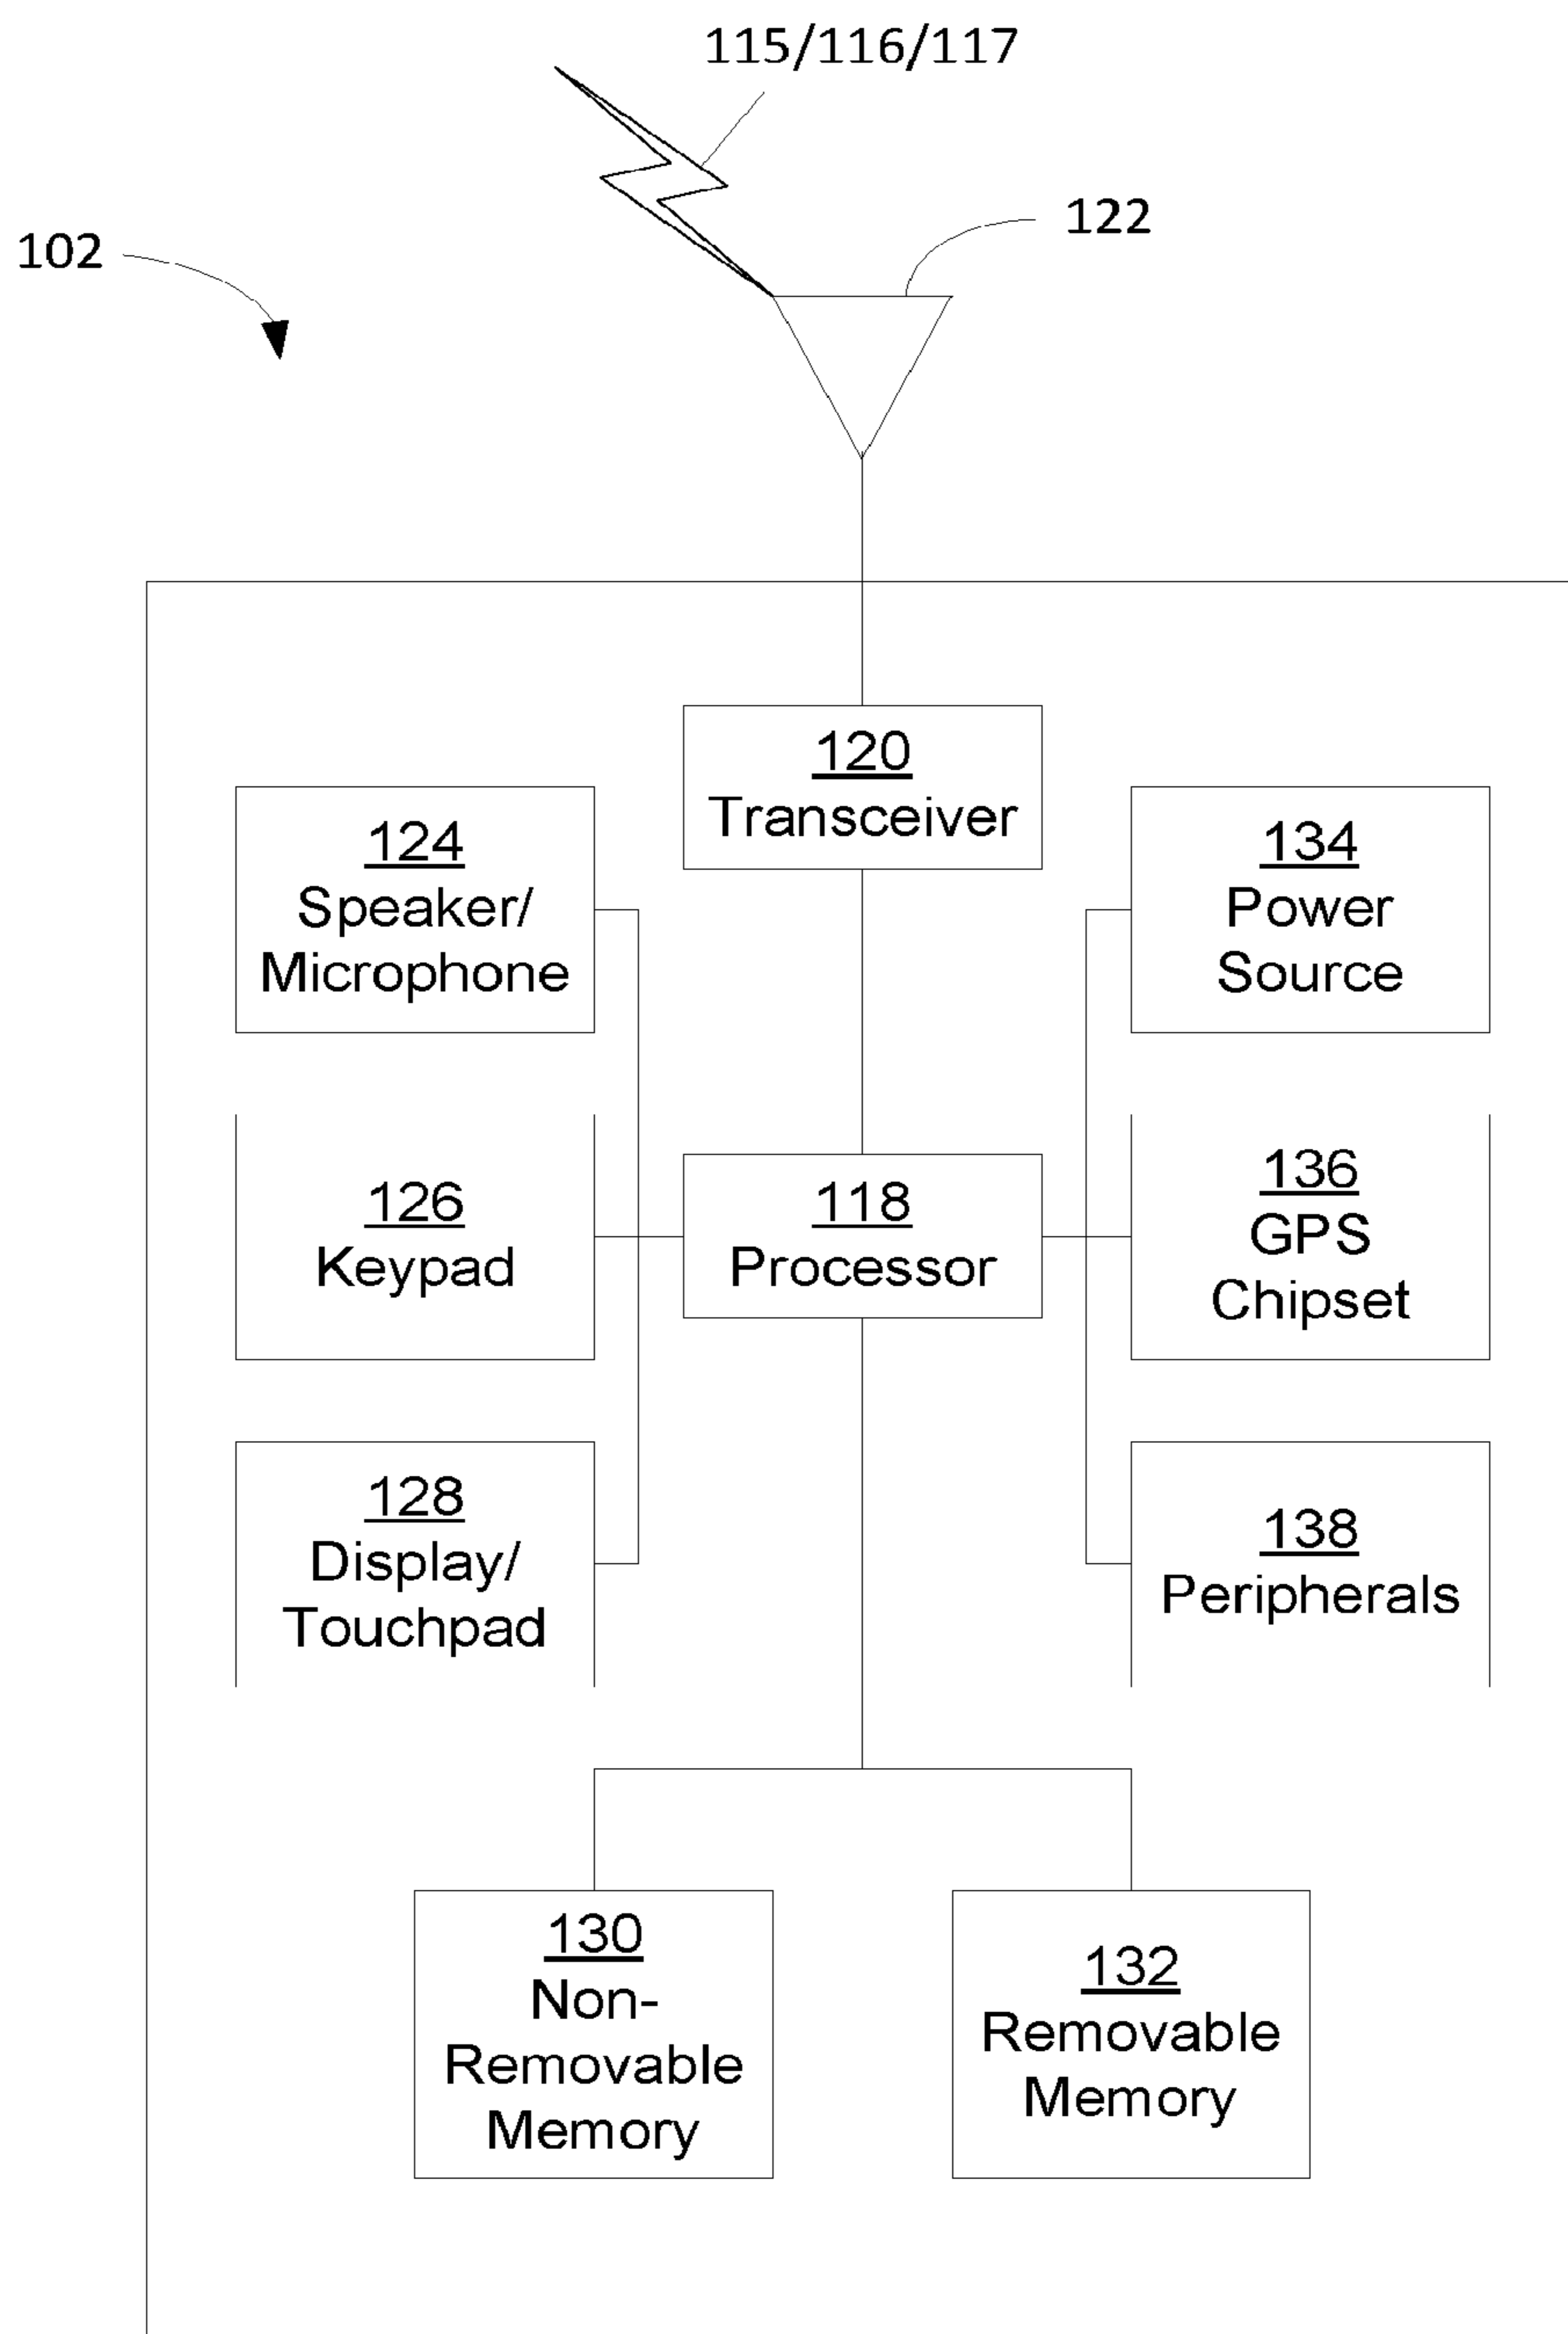 115/116/117
122
102
120
Transceiver
124
Speaker/
Microphone
134
Power
Source
126
Keypad
118
Processor
136
GPS
Chipset
128
Display/
Touchpad
138
Peripherals
130
Non-
Removable
Memory
132
Removable
Memory